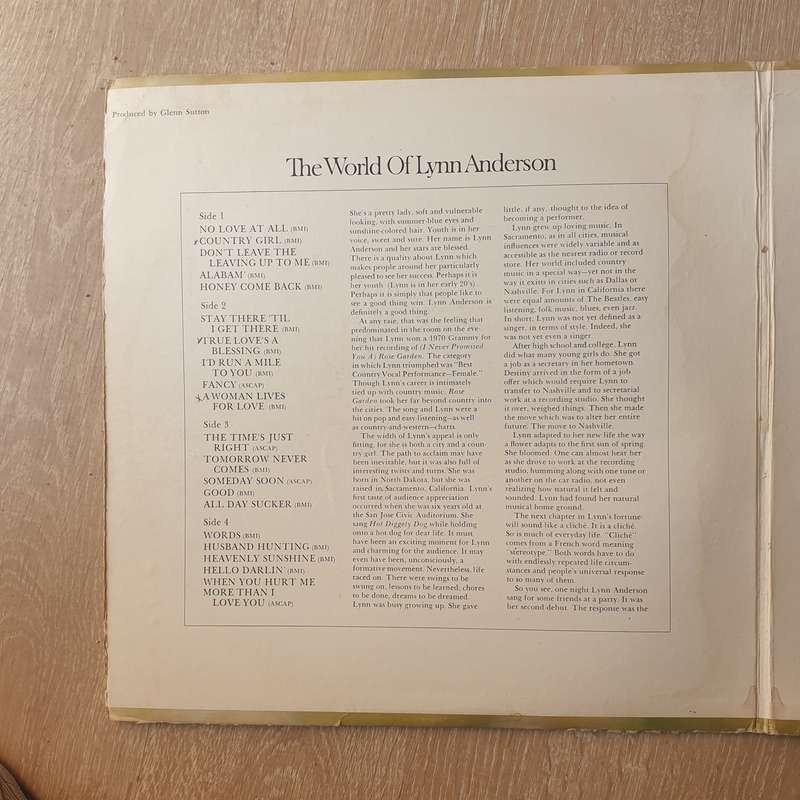 Produced by Glenn Sutton
The World Of Lynn Anderson
Side 1
NO LOVE AT ALL (BMI)
COUNTRY GIRL (BMI)
DON'T LEAVE THE
LEAVING UP TO ME (BMI)
ALABAM' (BMI)
HONEY COME BACK (BMI)
Side 2
STAY THERE 'TIL
I GET THERE (BMI)
TRUE LOVE'S A
BLESSING (BMI)
I'D RUN A MILE
TO YOU (BMI)
FANCY (ASCAP)
A WOMAN LIVES
FOR LOVE (BMI)
Side 3
THE TIME'S JUST
RIGHT (ASCAP)
TOMORROW NEVER
COMES (BMI)
SOMEDAY SOON (ASCAP)
GOOD (BMI)
ALL DAY SUCKER (BMI)
Side 4
WORDS (BMI)
HUSBAND HUNTING (BMI)
HEAVENLY SUNSHINE (BMI)
HELLO DARLIN' (BMI)
WHEN YOU HURT ME
MORE THAN I
LOVE YOU (ASCAP)
She's a pretty lady, soft and vulnerable
looking, with summer-blue eyes and
sunshine-colored hair. Youth is in her
voice, sweet and sure. Her name is Lynn
Anderson and her stars are blessed.
There is a quality about Lynn which
makes people around her particularly
pleased to see her success. Perhaps it is
her youth (Lynn is in her early 20's).
Perhaps it is simply that people like to
see a good thing win. Lynn Anderson is
definitely a good thing.
At any rate, that was the feeling that
predominated in the room on the eve-
ning that Lynn won a 1970 Grammy for
her hit recording of (I Never Promised
You A) Rose Garden. The category
in which Lynn triumphed was "Best
Country Vocal Performance—Female."
Though Lynn's career is intimately
tied up with country music, Rose
Garden took her far beyond country into
the cities. The song and Lynn were a
hit on pop and easy-listening—as well
as country-and-western—charts.
The width of Lynn's appeal is only
fitting, for she is both a city and a coun-
try girl. The path to acclaim may have
been inevitable, but it was also full of
interesting twists and turns. She was
born in North Dakota, but she was
raised in Sacramento, California. Lynn's
first taste of audience appreciation
occurred when she was six years old at
the San Jose Civic Auditorium. She
sang Hot Diggety Dog while holding
onto a hot dog for dear life. It must
have been an exciting moment for Lynn
and charming for the audience. It may
even have been, unconsciously, a
formative movement. Nevertheless, life
raced on. There were swings to be
swung on, lessons to be learned, chores
to be done, dreams to be dreamed.
Lynn was busy growing up. She gave
little, if any, thought to the idea of
becoming a performer.
Lynn grew up loving music. In
Sacramento, as in all cities, musical
influences were widely variable and as
accessible as the nearest radio or record
store. Her world included country
music in a special way—yet not in the
way it exists in cities such as Dallas or
Nashville. For Lynn in California there
were equal amounts of The Beatles, easy
listening, folk music, blues, even jazz.
In short, Lynn was not yet defined as a
singer, in terms of style. Indeed, she
was not yet even a singer.
After high school and college, Lynn
did what many young girls do. She got
a job as a secretary in her hometown.
Destiny arrived in the form of a job
offer which would require Lynn to
transfer to Nashville and to secretarial
work at a recording studio. She thought
it over, weighed things. Then she made
the move which was to alter her entire
future. The move to Nashville.
Lynn adapted to her new life the way
a flower adapts to the first sun of spring.
She bloomed. One can almost hear her
as she drove to work at the recording
studio, humming along with one tune or
another on the car radio, not even
realizing how natural it felt and
sounded. Lynn had found her natural
musical home ground.
The next chapter in Lynn's fortune
will sound like a cliché. It is a cliché.
So is much of everyday life. "Cliché"
comes from a French word meaning
"stereotype." Both words have to do
with endlessly repeated life circum-
stances and people's universal response
to so many of them.
So you see, one night Lynn Anderson
sang for some friends at a party. It was
her second debut. The response was the